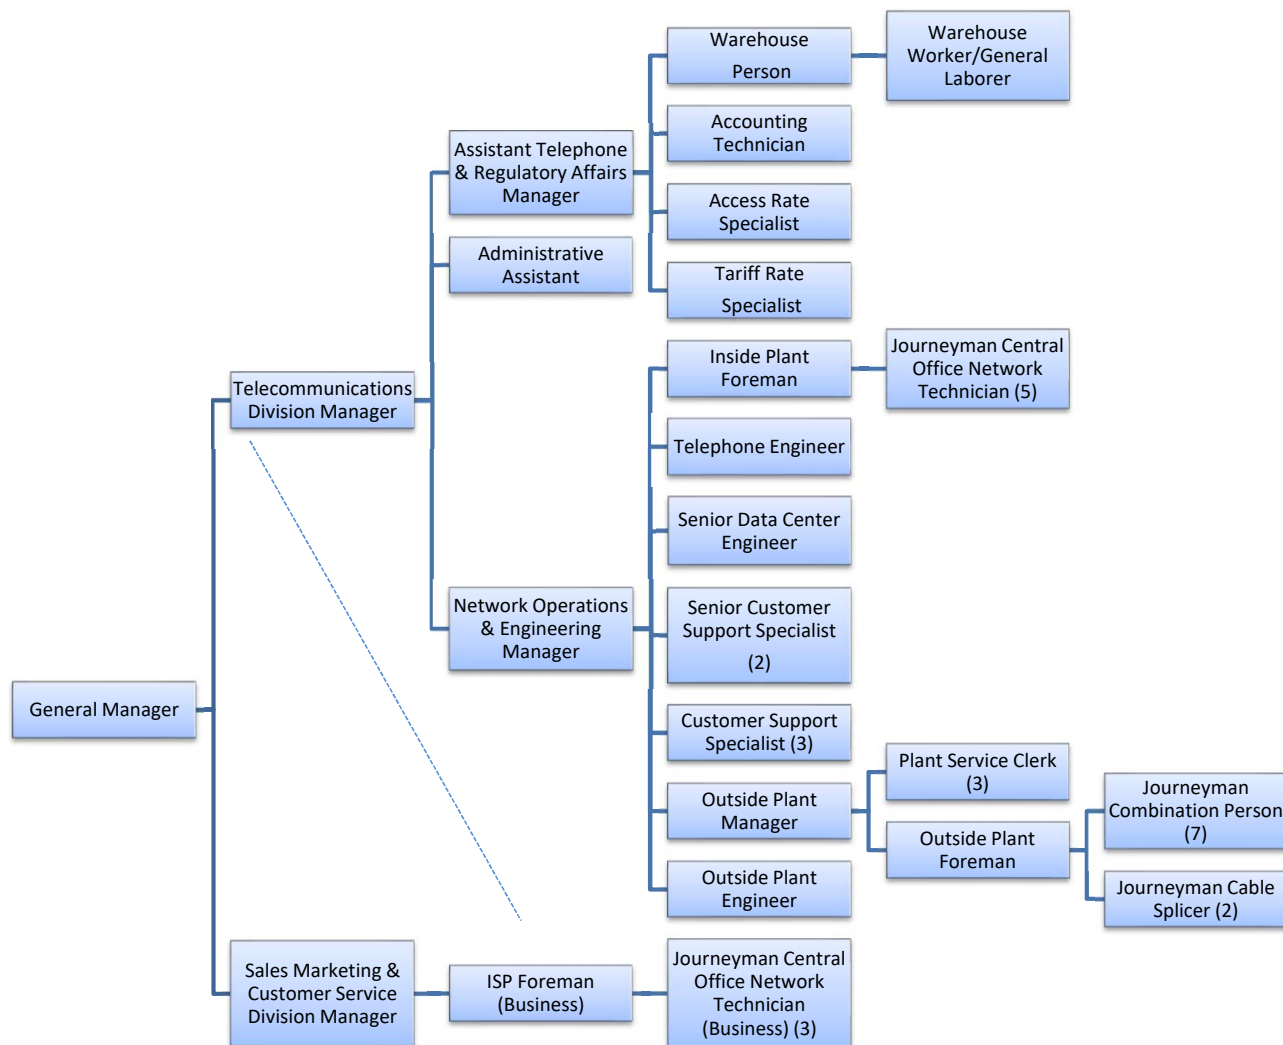 Warehouse
Person
Warehouse
Worker/General
Laborer
Accounting
Technician
Assistant Telephone
& Regulatory Affairs
Manager
Access Rate
Specialist
Administrative
Assistant
Tariff Rate
Specialist
Inside Plant
Foreman
Journeyman Central
Office Network
Technician (5)
Telecommunications
Division Manager
Telephone Engineer
Senior Data Center
Engineer
Network Operations
& Engineering
Manager
Senior Customer
Support Specialist
(2)
General Manager
Customer Support
Specialist (3)
Plant Service Clerk
(3)
Outside Plant
Manager
Journeyman
Combination Person
(7)
Outside Plant
Foreman
Outside Plant
Engineer
Journeyman Cable
Splicer (2)
Sales Marketing &
Customer Service
Division Manager
ISP Foreman
(Business)
Journeyman Central
Office Network
Technician
(Business) (3)